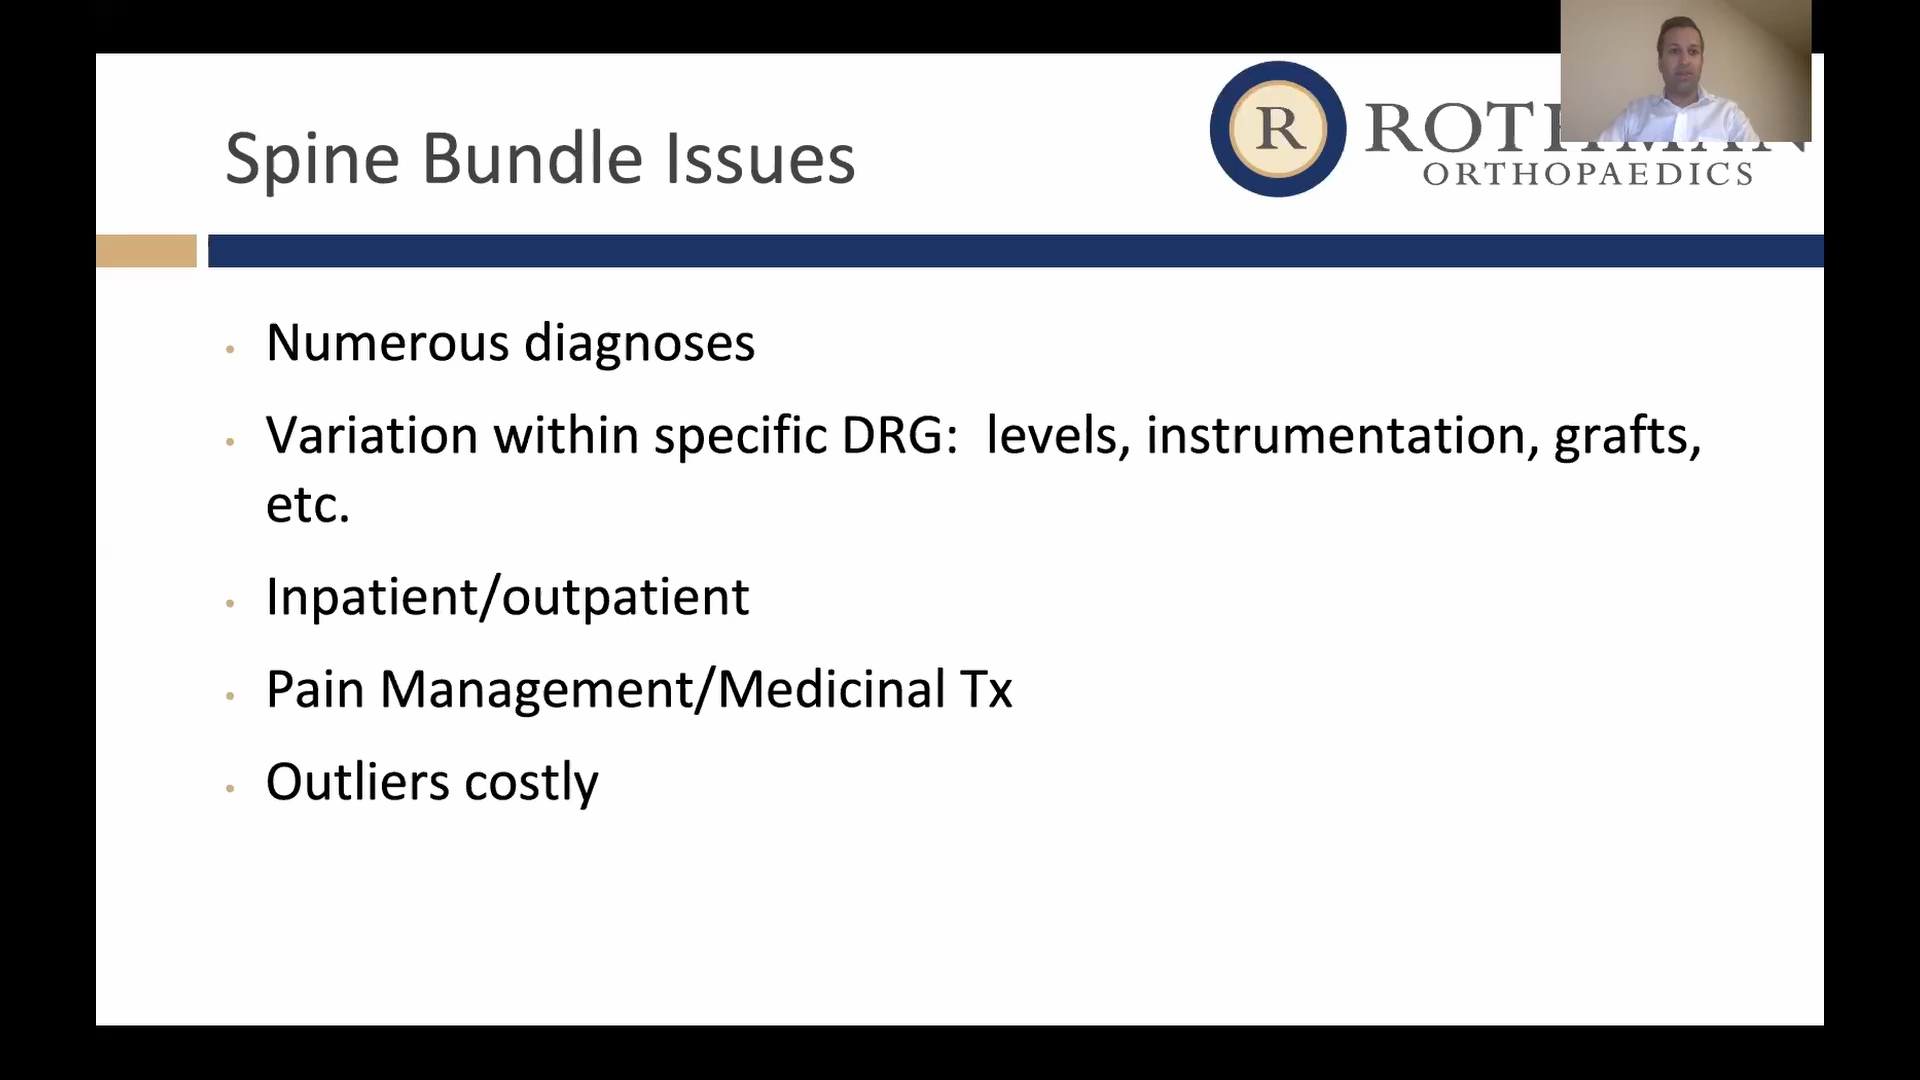 Spine Bundle Issues
R
ORTHOPAEDICS
• Numerous diagnoses
• Variation within specific DRG:  levels, instrumentation, grafts,
etc.
• Inpatient/outpatient
• Pain Management/Medicinal Tx
• Outliers costly